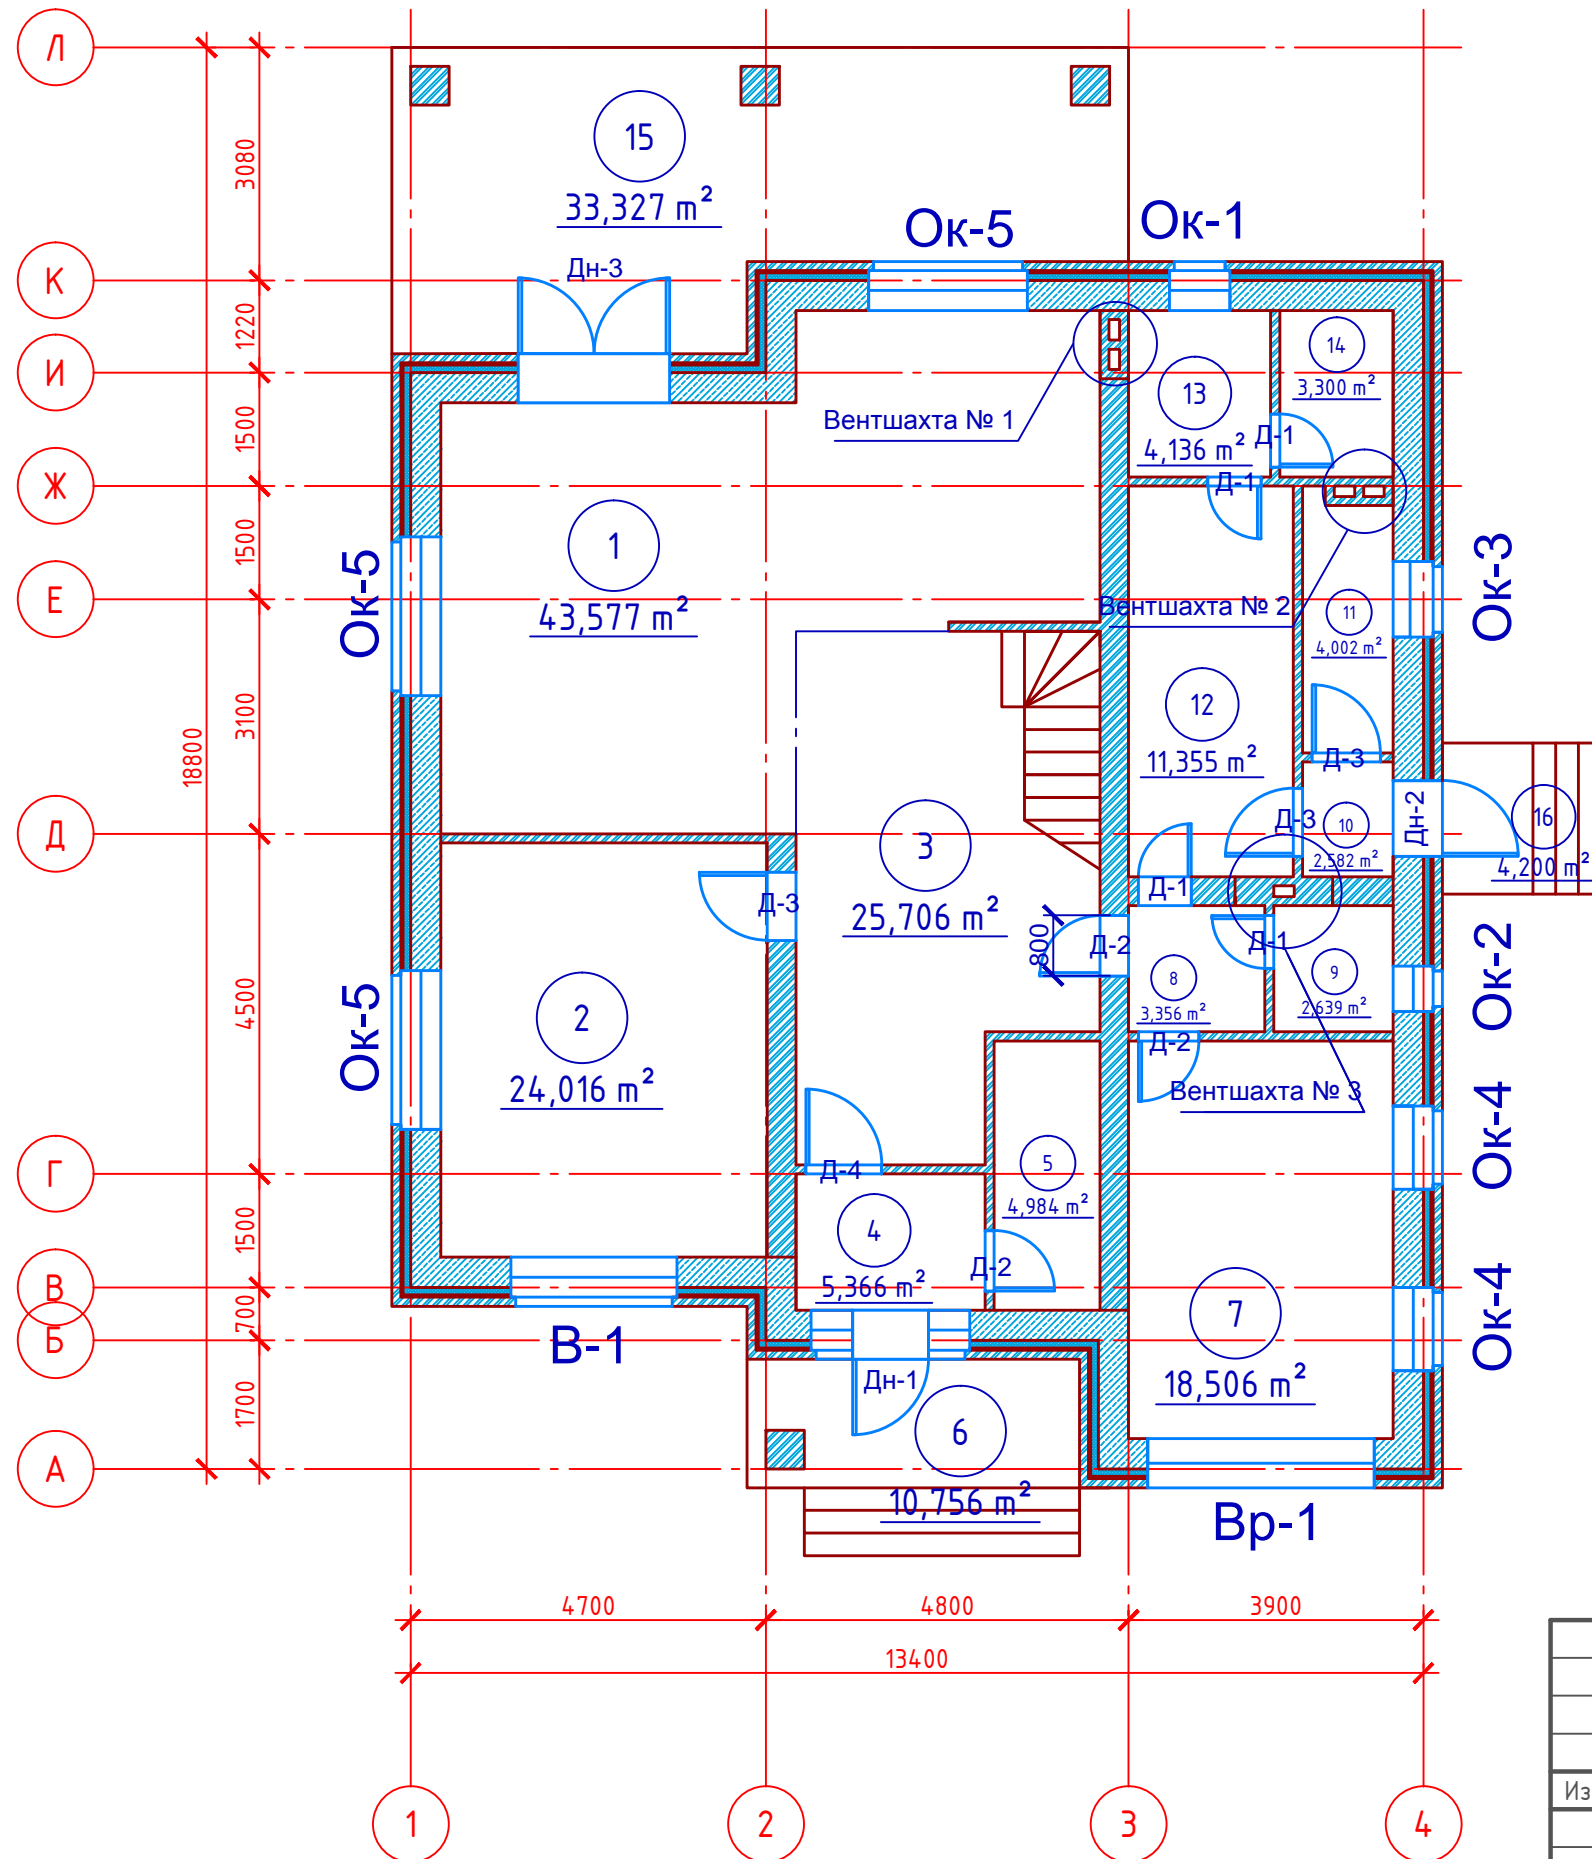 Л
15
33,327 m²
3080
Ок-5
Ок-1
К
Дн-3
1220
И
14
3,300 m²
13
4,136 m²
Д-1
Вентшахта № 1
1500
Ж
Д-1
1
43,577 m²
Ок-5
1500
Ок-3
Е
Вентшахта № 2
11
4,002 m²
12
11,355 m²
3100
18800
Д-3
Д
3
25,706 m²
Д-3
10
2,582 m²
Дн-2
16
4,200 m²
Д-3
Д-1
800
Д-2
Д-1
8
3,356 m²
9
2,639 m²
Ок-2
4500
Ок-5
2
24,016 m²
Д-2
Вентшахта № 3
Ок-4
Г
Д-4
5
4,984 m²
1500
4
5,366 m²
Д-2
В
700
Б
В-1
7
18,506 m²
Ок-4
Дн-1
1700
6
10,756 m²
А
Вр-1
4700
4800
3900
13400
Из
1
2
3
4